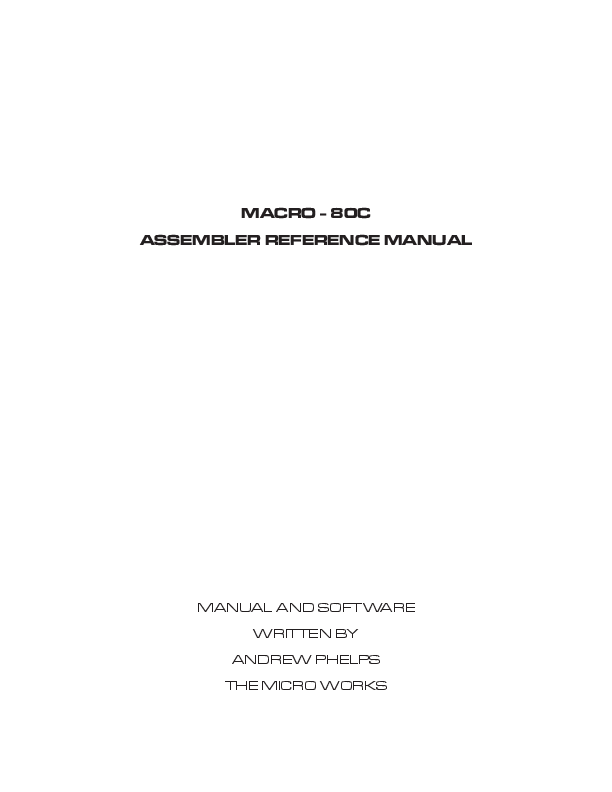 MACRO - 80C
ASSEMBLER REFERENCE MANUAL
MANUAL AND SOFTWARE
WRITTEN BY
ANDREW PHELPS
THE MICRO WORKS